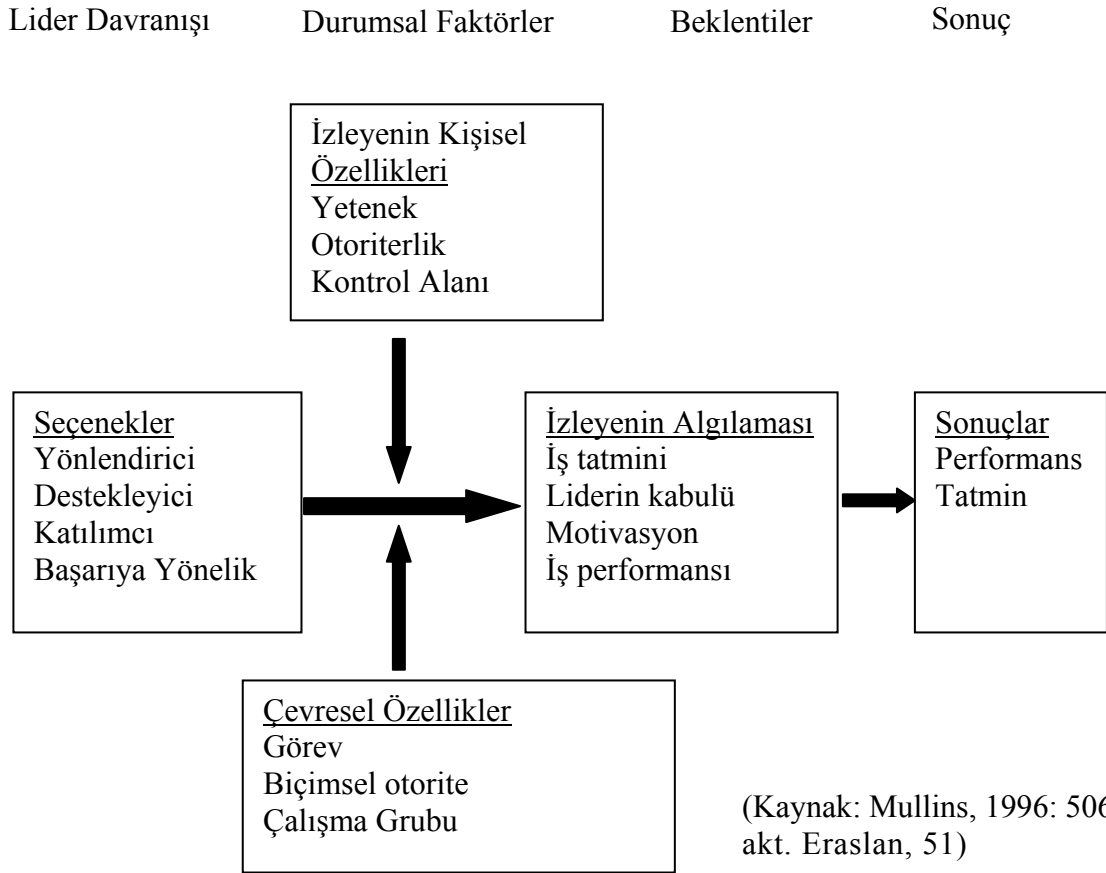 Lider Davranışı Durumsal Faktörler Beklentiler Sonuç
İzleyenin Kişisel
Özellikleri
Yetenek
Otoriterlik
Kontrol Alanı
Seçenekler
Yönlendirici
Destekleyici
Katılımcı
Başarıya Yönelik
İzleyenin Algılaması
İş tatmini
Liderin kabulü
Motivasyon
İş performansı
Sonuçlar
Performans
Tatmin
Çevresel Özellikler
Görev
Biçimsel otorite
Çalışma Grubu
(Kaynak: Mullins, 1996: 506
akt. Eraslan, 51)